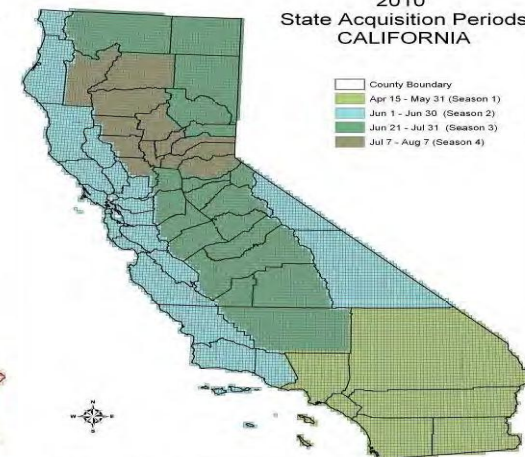 2010
State Acquisition Periods
CALIFORNIA
County Boundary
Apr 15 - May 31 (Season 1)
Jun 1 - Jun 30 (Season 2)
Jun 21 - Jul 31 (Season 3)
Jul 7 - Aug 7 (Season 4)
N
W E
S